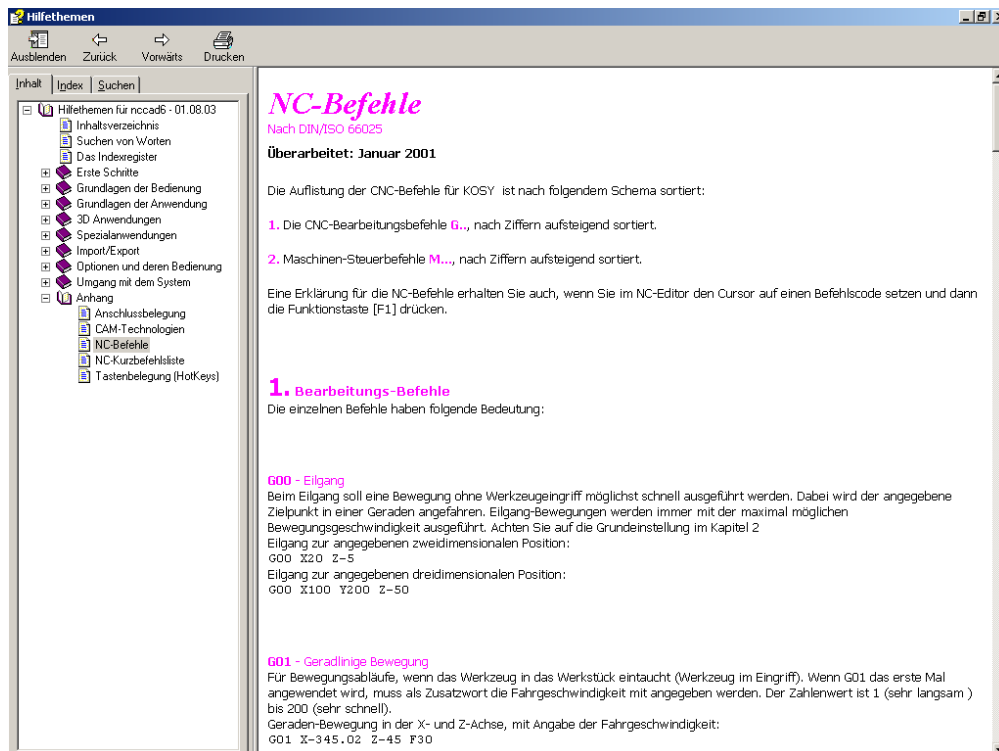 Hilfethemen
Ausblenden Zurück Vorwärts Drucken
Inhalt Index Suchen
Hilfethemen für nccad6 - 01.08.03
Inhaltsverzeichnis
Suchen von Worten
Das Indexregister
Erste Schritte
Grundlagen der Bedienung
Grundlagen der Anwendung
3D Anwendungen
Spezialanwendungen
Import/Export
Optionen und deren Bedienung
Umgang mit dem System
Anhang
Anschlussbelegung
CAM-Technologien
NC-Befehle
NC-Kurzbefehlsliste
Tastenbelegung (HotKeys)
NC-Befehle
Nach DIN/ISO 66025
Überarbeitet: Januar 2001
Die Auflistung der CNC-Befehle für KOSY ist nach folgendem Schema sortiert:
1. Die CNC-Bearbeitungsbefehle G.., nach Ziffern aufsteigend sortiert.
2. Maschinen-Steuerbefehle M..., nach Ziffern aufsteigend sortiert.
Eine Erklärung für die NC-Befehle erhalten Sie auch, wenn Sie im NC-Editor den Cursor auf einen Befehlscode setzen und dann
die Funktionstaste [F1] drücken.
1. Bearbeitungs-Befehle
Die einzelnen Befehle haben folgende Bedeutung:
G00 - Eilgang
Beim Eilgang soll eine Bewegung ohne Werkzeugeingriff möglichst schnell ausgeführt werden. Dabei wird der angegebene
Zielpunkt in einer Geraden angefahren. Eilgang-Bewegungen werden immer mit der maximal möglichen
Bewegungsgeschwindigkeit ausgeführt. Achten Sie auf die Grundeinstellung im Kapitel 2
Eilgang zur angegebenen zweidimensionalen Position:
G00 X20 Z-5
Eilgang zur angegebenen dreidimensionalen Position:
G00 X100 Y200 Z-50
G01 - Geradlinige Bewegung
Für Bewegungsabläufe, wenn das Werkzeug in das Werkstück eintaucht (Werkzeug im Eingriff). Wenn G01 das erste Mal
angewendet wird, muss als Zusatzwort die Fahrgeschwindigkeit mit angegeben werden. Der Zahlenwert ist 1 (sehr langsam )
bis 200 (sehr schnell).
Geraden-Bewegung in der X- und Z-Achse, mit Angabe der Fahrgeschwindigkeit:
G01 X-345.02 Z-45 F30